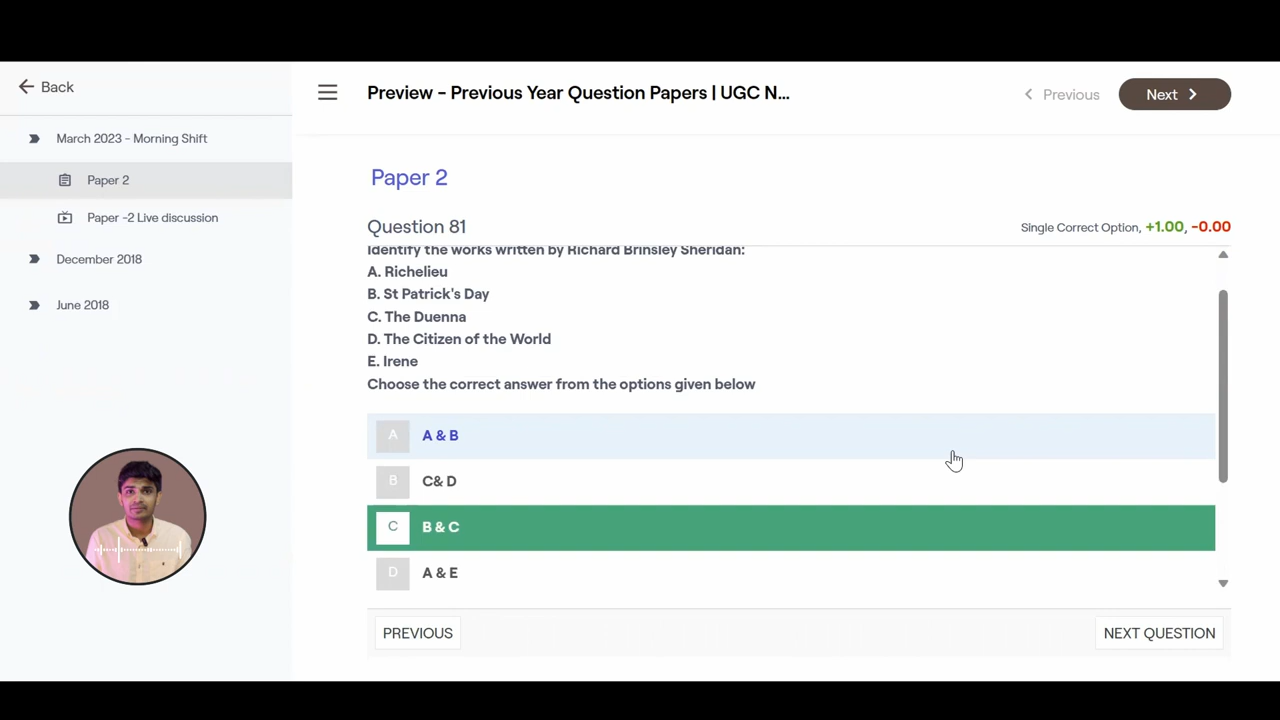 Back
Preview - Previous Year Question Papers | UGC N...
Previous
Next
March 2023 - Morning Shift
Paper 2
Paper -2 Live discussion
December 2018
June 2018
Paper 2
Question 81
Single Correct Option, +1.00, -0.00
Identify the works written by Richard Brinsley Sheridan:
A. Richelieu
B. St Patrick's Day
C. The Duenna
D. The Citizen of the World
E. Irene
Choose the correct answer from the options given below
A A & B
B C& D
C B & C
D A & E
PREVIOUS
NEXT QUESTION